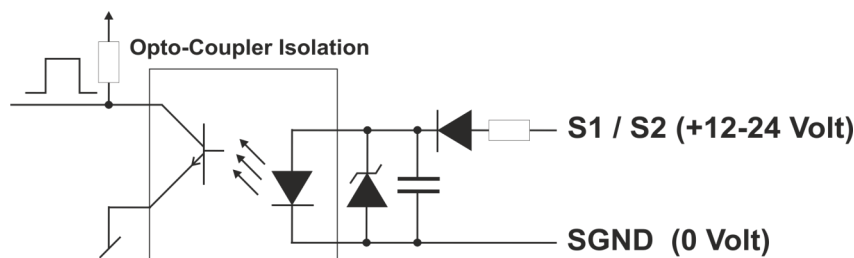 Opto-Coupler Isolation
S1 / S2 (+12-24 Volt)
SGND (0 Volt)